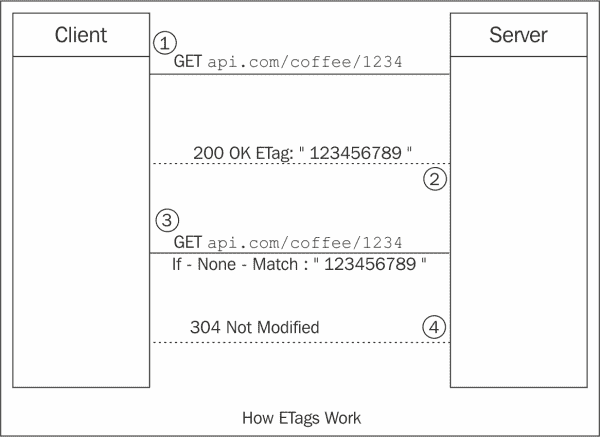 Client
Server
1
GET api.com/coffee/1234
200 OK ETag: " 123456789 "
2
3
GET api.com/coffee/1234
If - None - Match : " 123456789 "
304 Not Modified
4
How ETags Work